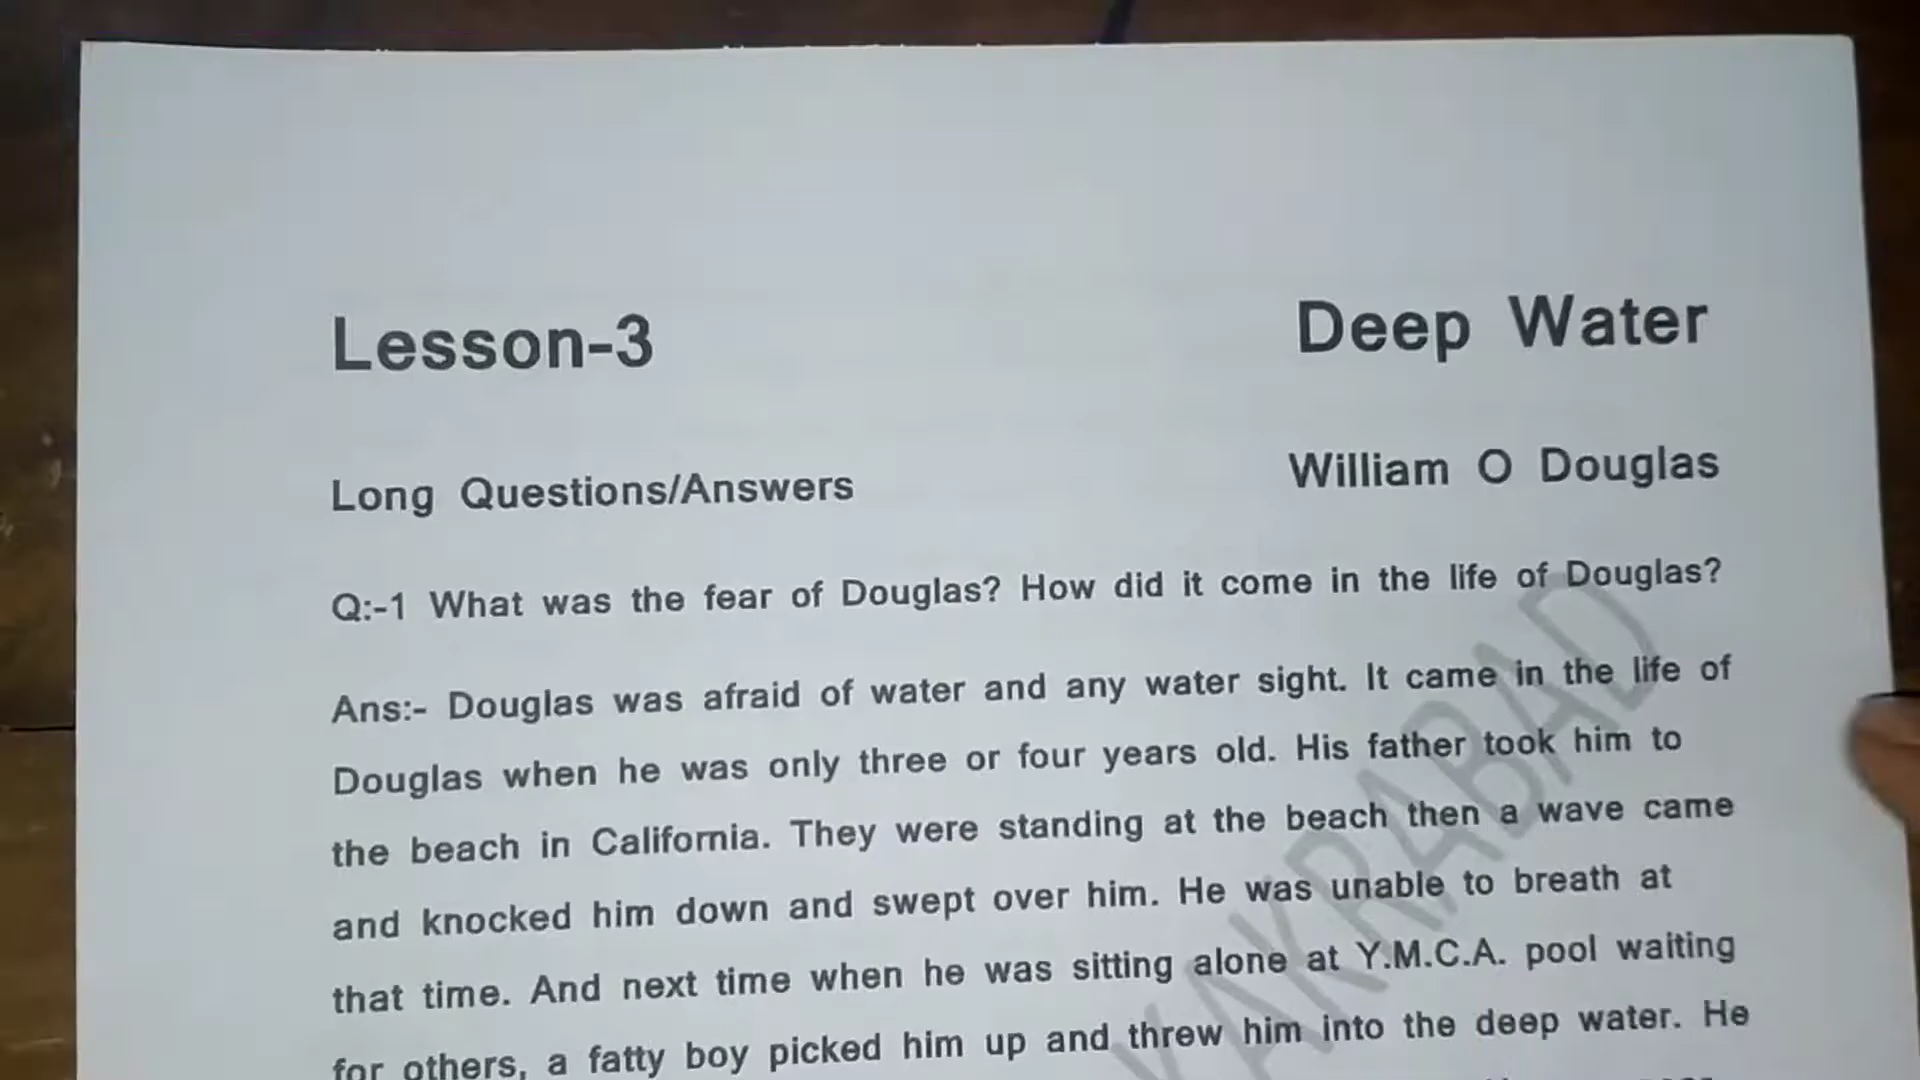 Lesson-3
Deep Water
Long Questions/Answers
William O Douglas
Q:-1 What was the fear of Douglas? How did it come in the life of Douglas?
Ans:- Douglas was afraid of water and any water sight. It came in the life of
Douglas when he was only three or four years old. His father took him to
the beach in California. They were standing at the beach then a wave came
and knocked him down and swept over him. He was unable to breath at
that time. And next time when he was sitting alone at Y.M.C.A. pool waiting
for others, a fatty boy picked him up and threw him into the deep water. He